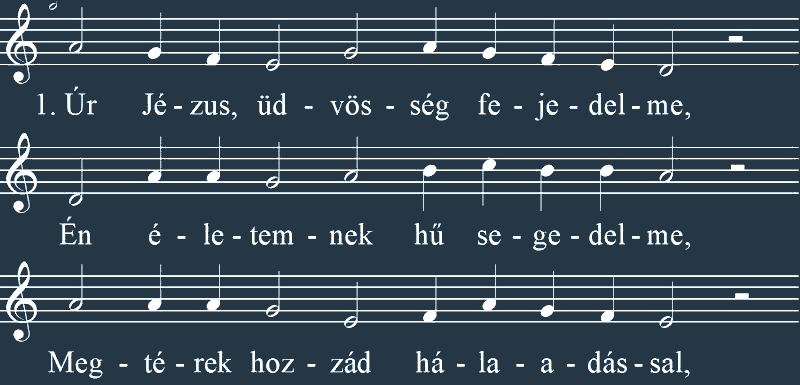 1. Úr Jé - zus, üd - vös - ség fe - je - del - me,
Én é - le - tem - nek hű se - ge - del - me,
Meg - té - rek hoz - zád há - la - a - dás - sal,